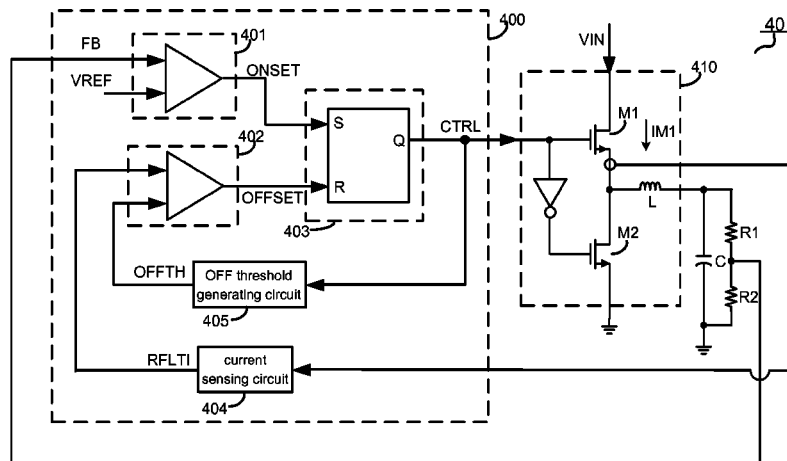 FB
401
400
VIN
40
VREF
ONSET
410
M1
S
CTRL
Q
IM1
402
OFFSET
R
L
M2
R1
403
C
R2
OFFTH
OFF threshold
generating circuit
405
RFLTI
current
sensing circuit
404